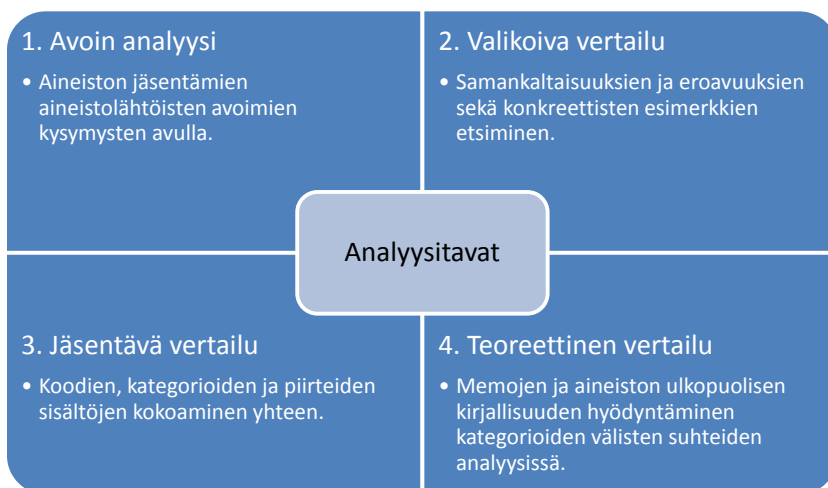 1. Avoin analyysi
• Aineiston jäsentämien
aineistolähtöisten avoimien
kysymysten avulla.
2. Valikoiva vertailu
• Samankaltaisuuksien ja eroavuuksien
sekä konkreettisten esimerkkien
etsiminen.
Analyysitavat
3. Jäsentävä vertailu
• Koodien, kategorioiden ja piirteiden
sisältöjen kokoaminen yhteen.
4. Teoreettinen vertailu
• Memojen ja aineiston ulkopuolisen
kirjallisuuden hyödyntäminen
kategorioiden välisten suhteiden
analyysissä.